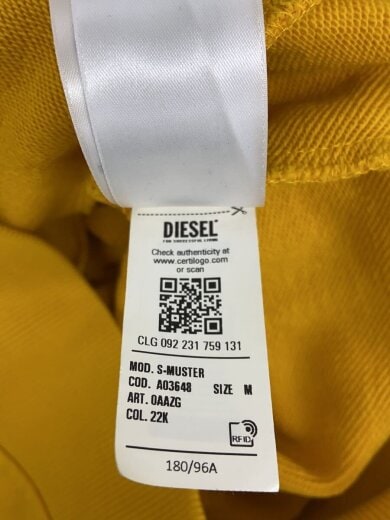 DIESEL
FOR SUCCESSFUL LIVING
Check authenticity at
www.certilogo.com
or scan
CLG 092 231 759 131
MOD. S-MUSTER
COD. A03648 SIZE M
ART. 0AAZG
COL. 22K
RFID
180/96A